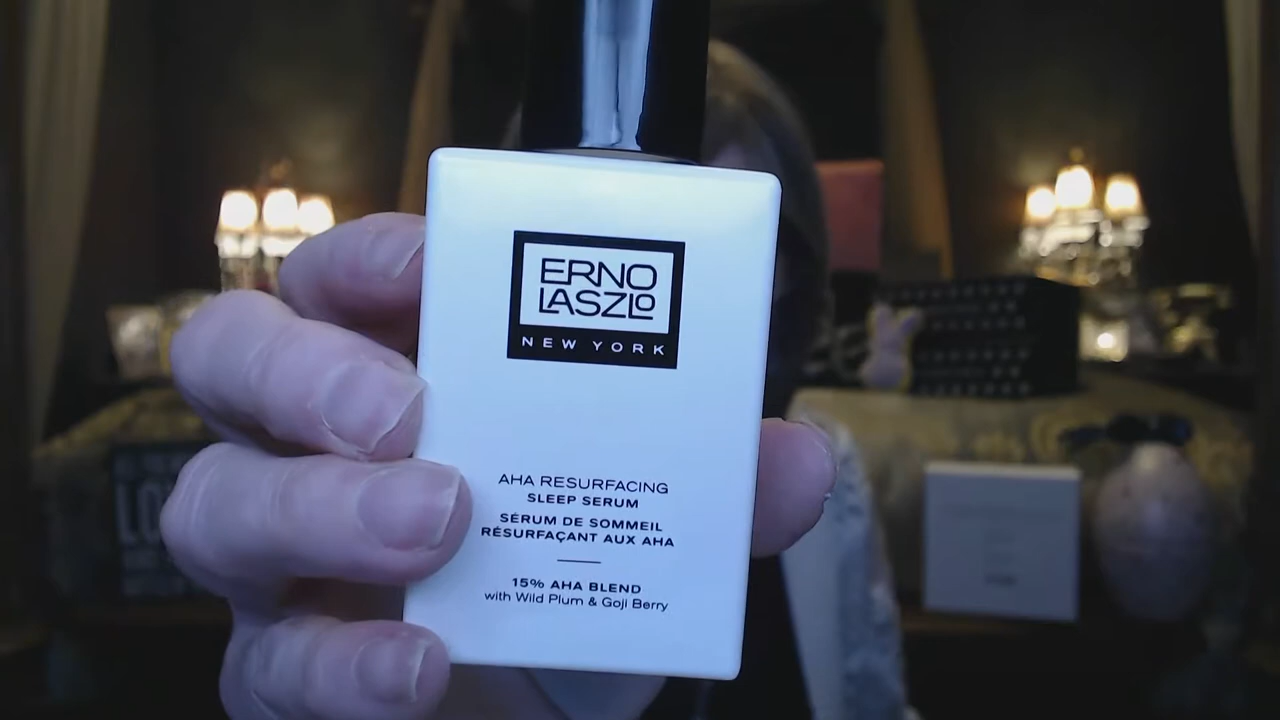 ERNO
LASZLO
NEW YORK
AHA RESURFACING
SLEEP SERUM
SÉRUM DE SOMMEIL
RÉSURFAÇANT AUX AHA
15% AHA BLEND
with Wild Plum & Goji Berry